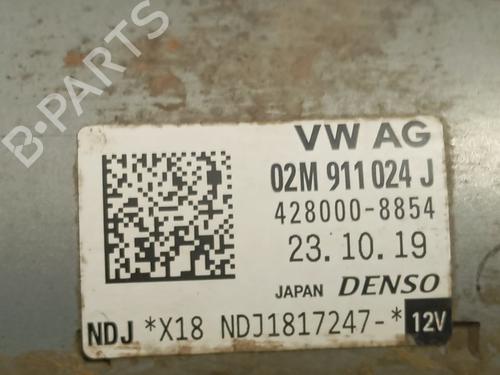 VW AG
02M 911 024 J
428000-8854
23.10.19
JAPAN DENSO
NDJ *X18 NDJ1817247-* 12V
B-PARTS